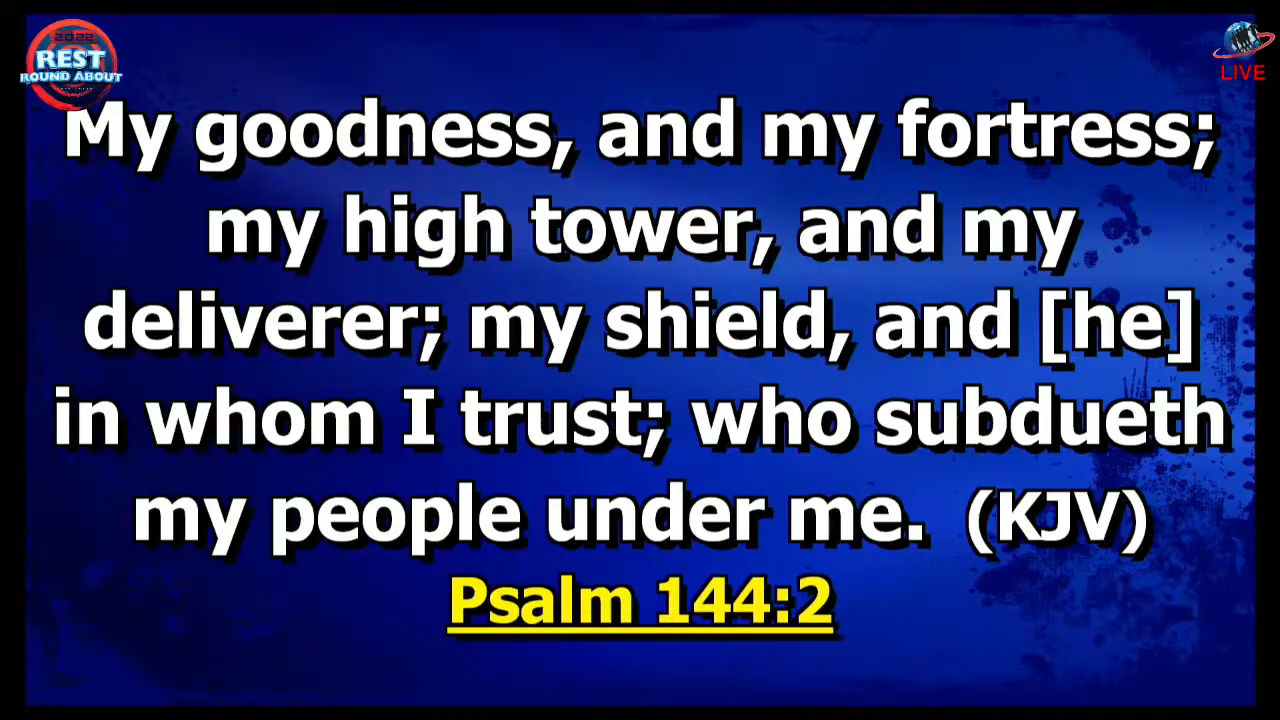 2022
REST
ROUND ABOUT
LIVE
My goodness, and my fortress;
my high tower, and my
deliverer; my shield, and [he]
in whom I trust; who subdueth
my people under me. (KJV)
Psalm 144:2